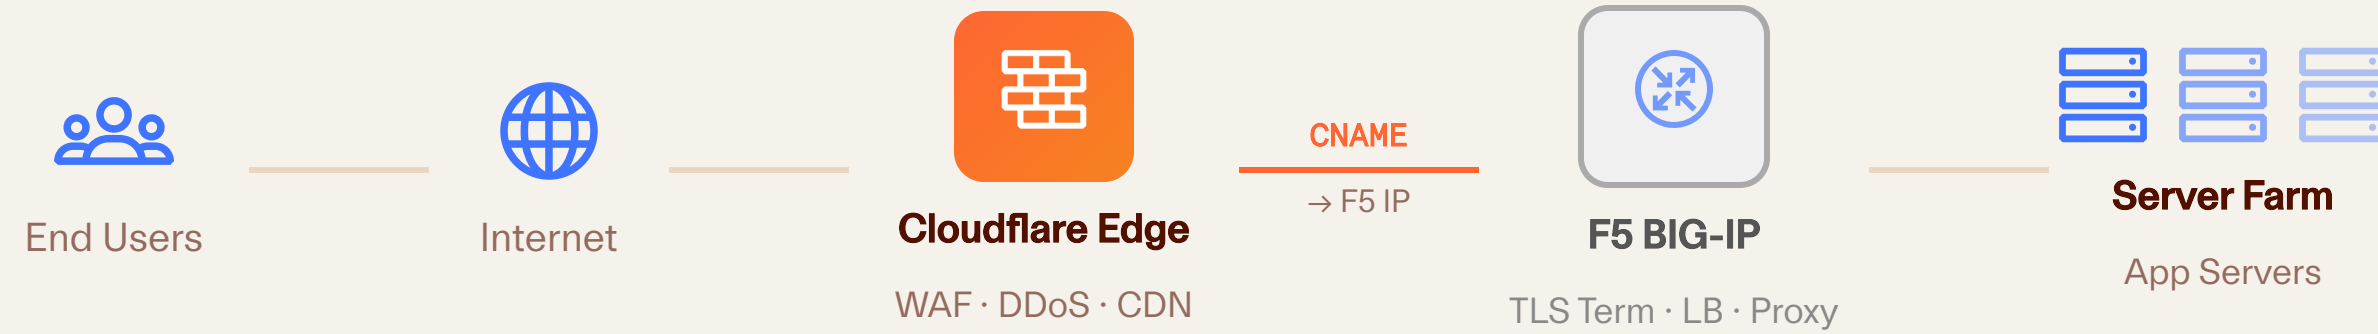 End Users
Internet
Cloudflare Edge
WAF · DDoS · CDN
CNAME
→ F5 IP
F5 BIG-IP
TLS Term · LB · Proxy
Server Farm
App Servers